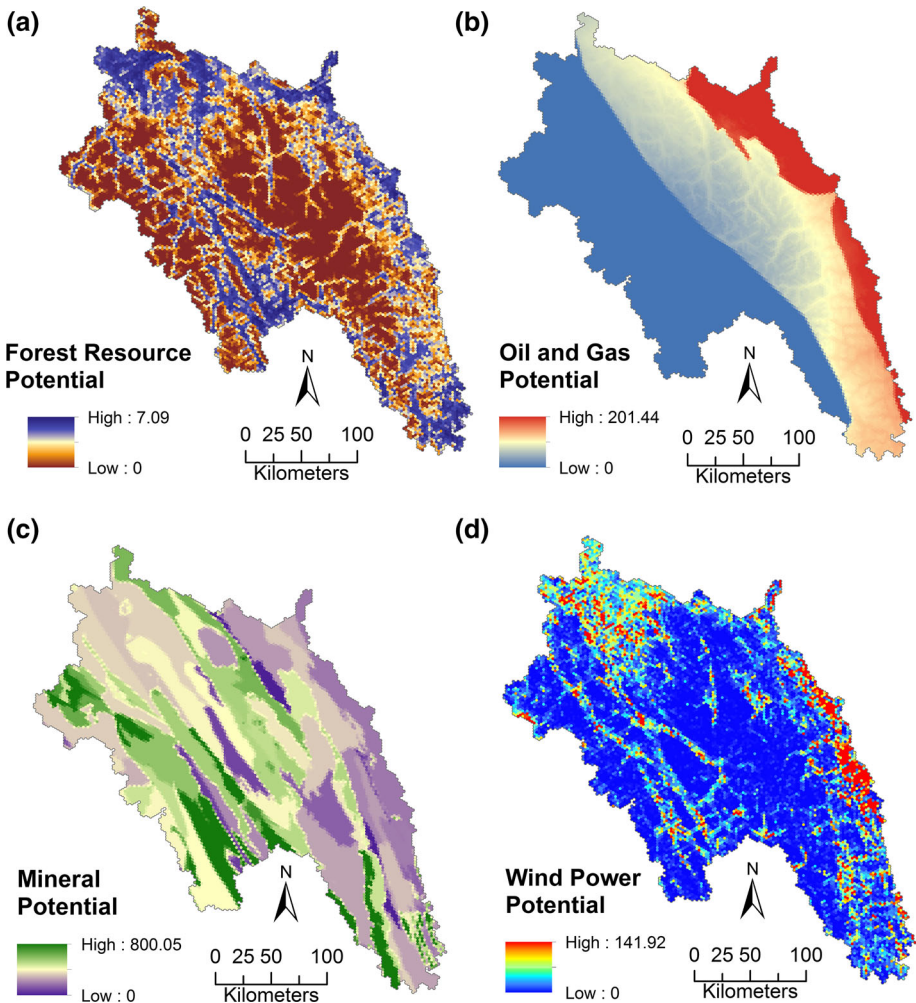 (a)
Forest Resource
Potential
High : 7.09
Low : 0
N
0 25 50 100
Kilometers
(b)
Oil and Gas
Potential
High : 201.44
Low : 0
N
0 25 50 100
Kilometers
(c)
Mineral
Potential
High : 800.05
Low : 0
N
0 25 50 100
Kilometers
(d)
Wind Power
Potential
High : 141.92
Low : 0
N
0 25 50 100
Kilometers